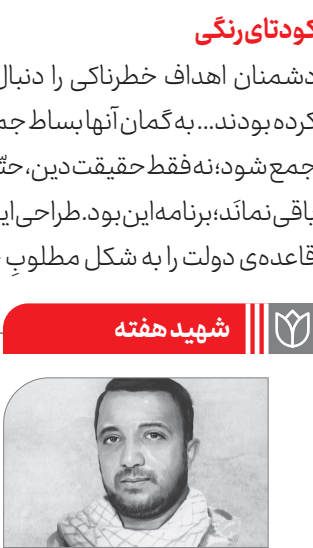 کودتای رنگی
دشمنان اهداف خطرناکی را دنبال
کرده بودند... به گمان آنها بساط جم
جمع شود؛ نه فقط حقیقت دین، حتّ
باقی نمانَد؛ برنامه این بود. طراحی ای
قاعده‌ی دولت را به شکل مطلوبِ
شهید هفته